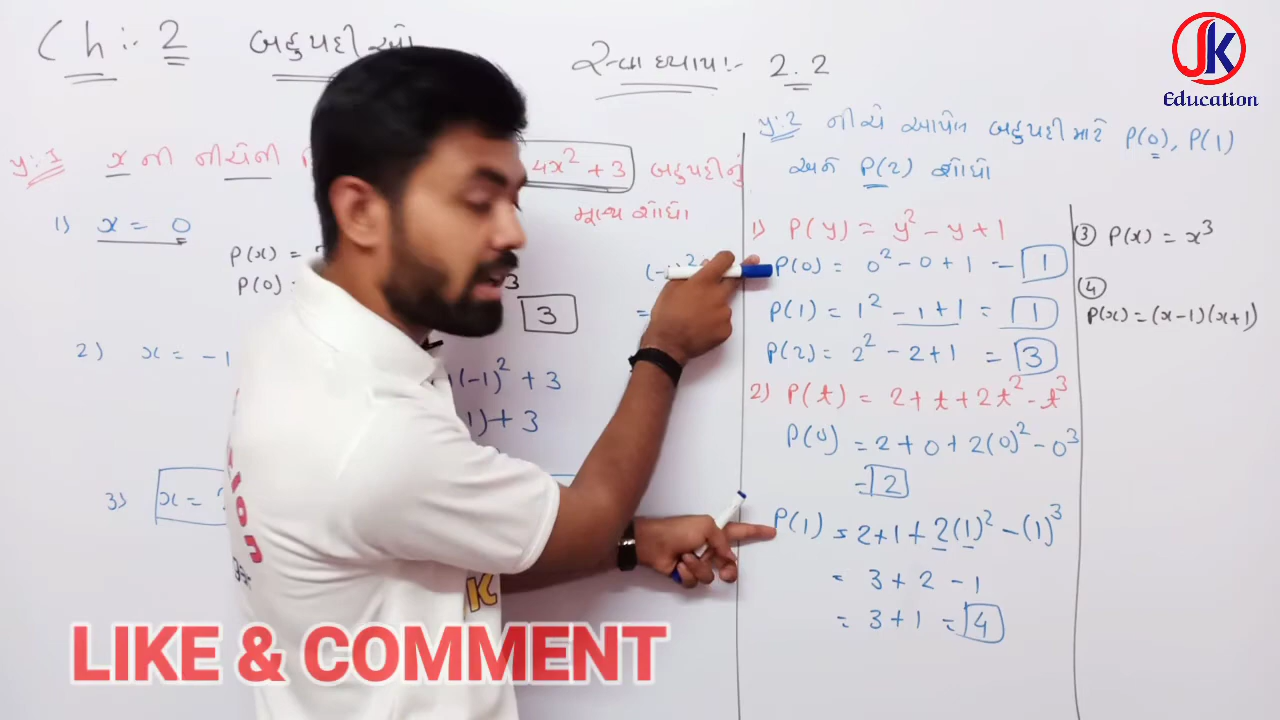 Ch :- 2 બહુપદીઓ
સ્વાધ્યાય :- 2.2
JK
Education
પ્ર:1 x ની નીચેની
4x² + 3 બહુપદીનું
મૂલ્ય શોધો
1) x = 0
P(x) =
P(0) =
3
3
2) x = -1
(-1)² + 3
1) + 3
3) x =
પ્ર:2 નીચે આપેલ બહુપદી માટે P(0), P(1)
અને P(2) શોધો
1) P(y) = y² - y + 1
P(0) = 0² - 0 + 1 = 1
P(1) = 1² - 1 + 1 = 1
P(2) = 2² - 2 + 1 = 3
2) P(t) = 2 + t + 2t² - t³
P(0) = 2 + 0 + 2(0)² - 0³
= 2
P(1) = 2 + 1 + 2(1)² - (1)³
= 3 + 2 - 1
= 3 + 1 = 4
③ P(x) = x³
④
P(x) = (x-1)(x+1)
LIKE & COMMENT